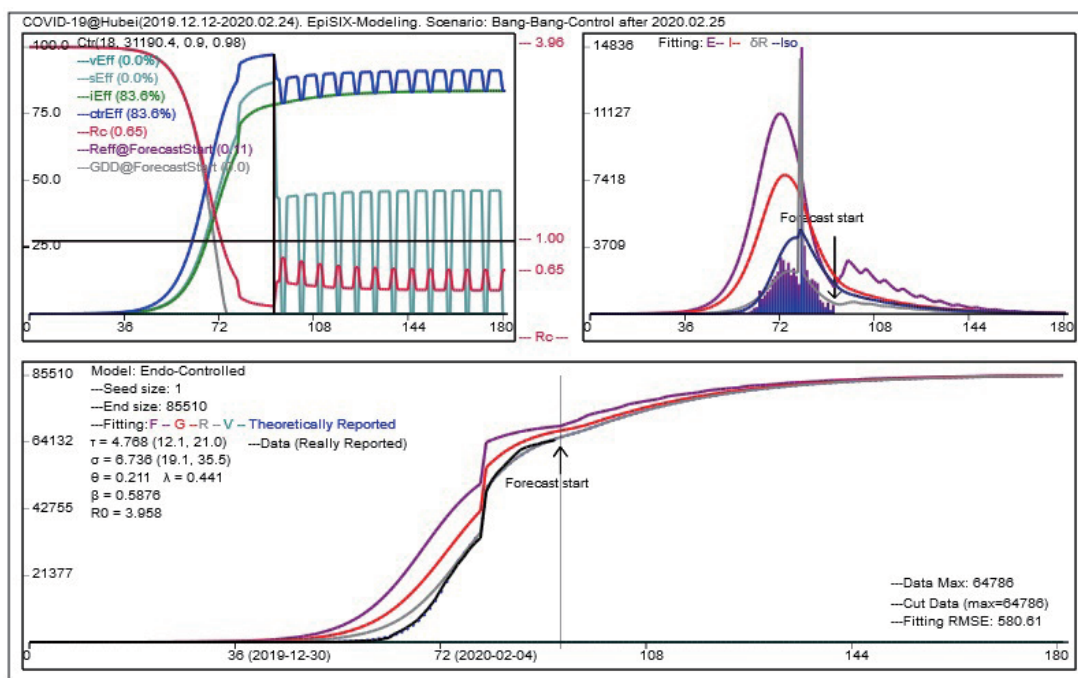 COVID-19@Hubei(2019.12.12-2020.02.24). EpiSIX-Modeling. Scenario: Bang-Bang-Control after 2020.02.25
100.0
Ctr(18, 31190.4, 0.9, 0.98)
--- 3.96
---vEff (0.0%)
---sEff (0.0%)
---iEff (83.6%)
75.0
---ctrEff (83.6%)
---Rc (0.65)
---Reff@ForecastStart (0.11)
---GDD@ForecastStart (0.0)
50.0
25.0
--- 1.00
--- 0.65
--- Rc ---
0 36 72 108 144 180
14836
Fitting: E-- I-- δR --Iso
11127
7418
Forecast start
3709
0 36 72 108 144 180
85510
Model: Endo-Controlled
---Seed size: 1
---End size: 85510
---Fitting: F -- G -- R -- V -- Theoretically Reported
64132
τ = 4.768 (12.1, 21.0) ---Data (Really Reported)
σ = 6.736 (19.1, 35.5)
θ = 0.211 λ = 0.441
Forecast start
β = 0.5876
42755
R0 = 3.958
21377
---Data Max: 64786
---Cut Data (max=64786)
---Fitting RMSE: 580.61
0 36 (2019-12-30) 72 (2020-02-04) 108 144 180